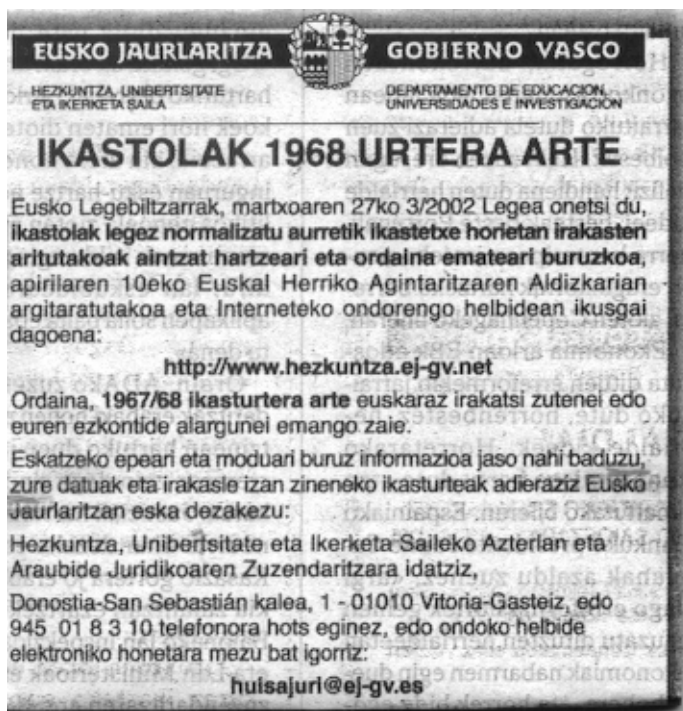 EUSKO JAURLARITZA
GOBIERNO VASCO
HEZKUNTZA, UNIBERTSITATE
ETA IKERKETA SAILA
DEPARTAMENTO DE EDUCACIÓN,
UNIVERSIDADES E INVESTIGACIÓN
IKASTOLAK 1968 URTERA ARTE
Eusko Legebiltzarrak, martxoaren 27ko 3/2002 Legea onetsi du,
ikastolak legez normalizatu aurretik ikastetxe horietan irakasten
aritutakoak aintzat hartzeari eta ordaina emateari buruzkoa,
apirilaren 10eko Euskal Herriko Agintaritzaren Aldizkarian
argitaratutakoa eta Interneteko ondorengo helbidean ikusgai
dagoena:
http://www.hezkuntza.ej-gv.net
Ordaina, 1967/68 ikasturtera arte euskaraz irakatsi zutenei edo
euren ezkontide alargunei emango zaie.
Eskatzeko epeari eta moduari buruz informazioa jaso nahi baduzu,
zure datuak eta irakasle izan zineneko ikasturteak adieraziz Eusko
Jaurlaritzan eska dezakezu:
Hezkuntza, Unibertsitate eta Ikerketa Saileko Azterlan eta
Araubide Juridikoaren Zuzendaritzara idatziz,
Donostia-San Sebastián kalea, 1 - 01010 Vitoria-Gasteiz, edo
945 01 8 3 10 telefonora hots eginez, edo ondoko helbide
elektroniko honetara mezu bat igorriz:
huisajuri@ej-gv.es